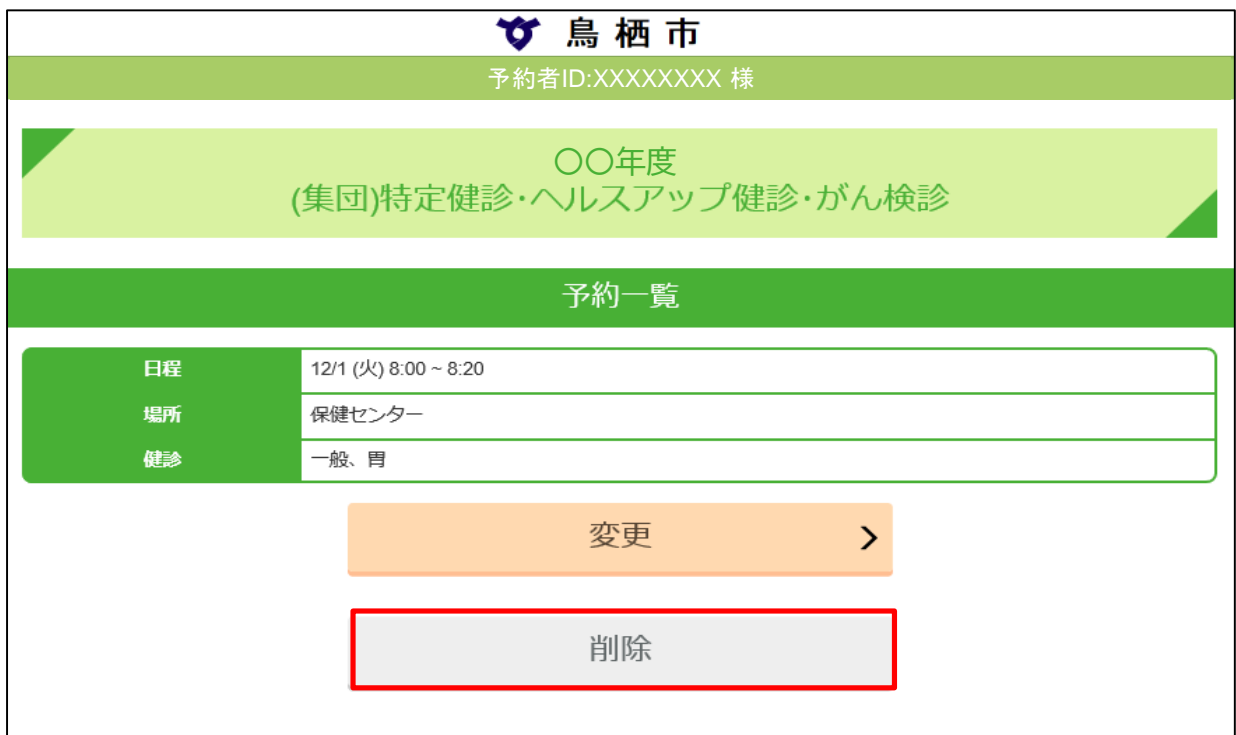 鳥栖市
予約者ID:XXXXXXXX 様
〇〇年度
(集団)特定健診・ヘルスアップ健診・がん検診
予約一覧
日程 12/1 (火) 8:00 ~ 8:20
場所 保健センター
健診 一般、胃
変更
削除